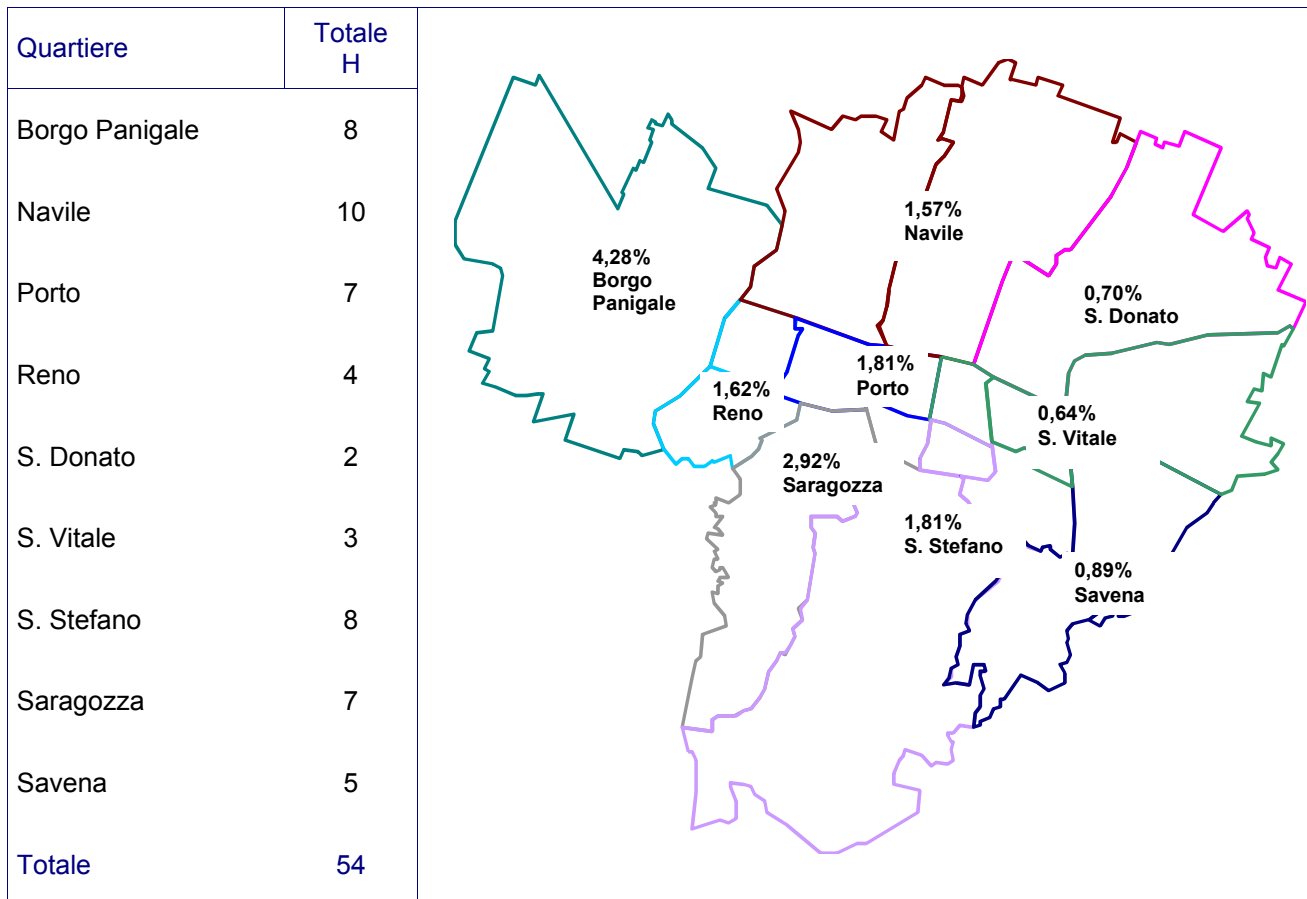 Quartiere Totale
H
Borgo Panigale 8
Navile 10
Porto 7
Reno 4
S. Donato 2
S. Vitale 3
S. Stefano 8
Saragozza 7
Savena 5
Totale 54
1,57%
Navile
4,28%
Borgo
Panigale
0,70%
S. Donato
1,81%
Porto
1,62%
Reno
0,64%
S. Vitale
2,92%
Saragozza
1,81%
S. Stefano
0,89%
Savena